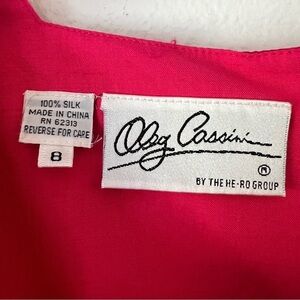 100% SILK
MADE IN CHINA
RN 62313
REVERSE FOR CARE
8
Oleg Cassini
®
BY THE HE-RO GROUP